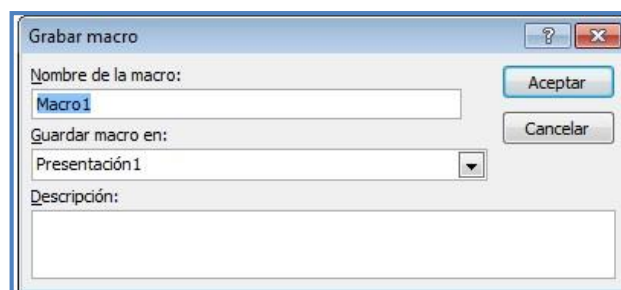 Grabar macro
?
Nombre de la macro:
Aceptar
Macro1
Cancelar
Guardar macro en:
Presentación1
Descripción: